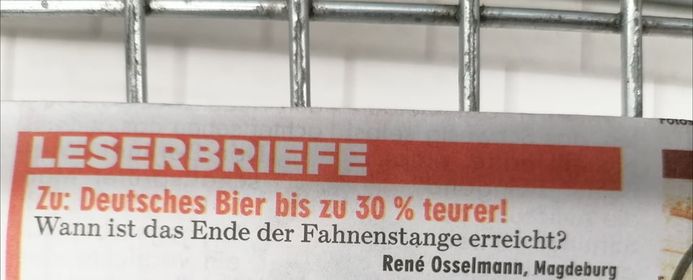 LESERBRIEFE
Zu: Deutsches Bier bis zu 30 % teurer!
Wann ist das Ende der Fahnenstange erreicht?
René Osselmann, Magdeburg